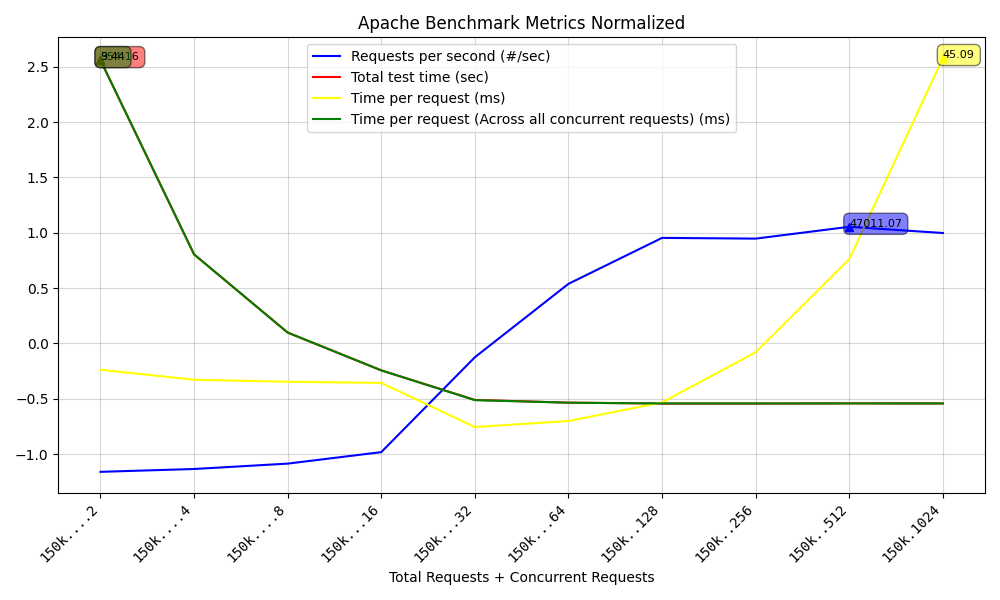 Apache Benchmark Metrics Normalized
Requests per second (#/sec)
Total test time (sec)
Time per request (ms)
Time per request (Across all concurrent requests) (ms)
45.09
47011.07
2.5
2.0
1.5
1.0
0.5
0.0
−0.5
−1.0
150k....2
150k....4
150k....8
150k...16
150k...32
150k...64
150k..128
150k..256
150k..512
150k.1024
Total Requests + Concurrent Requests